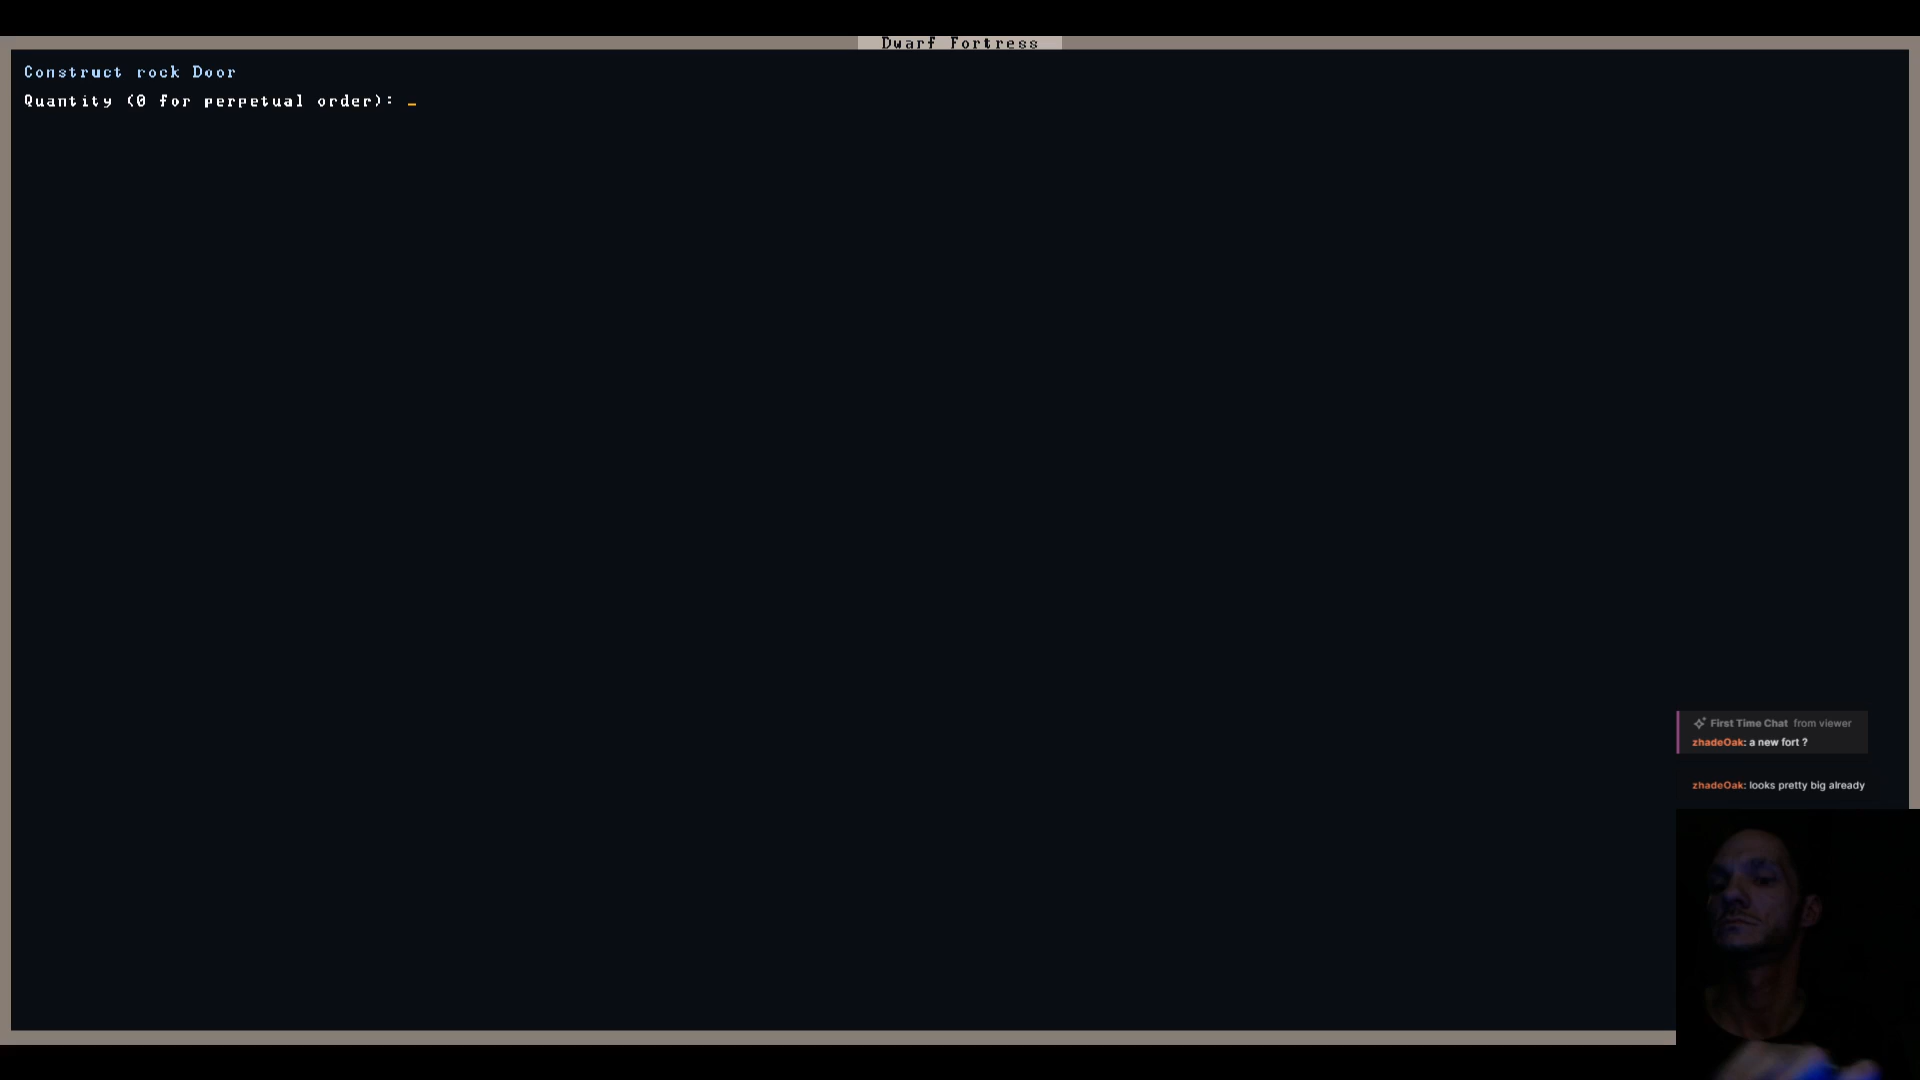 Dwarf Fortress
Construct rock Door
Quantity (0 for perpetual order): _
First Time Chat from viewer
zhadeOak: a new fort ?
zhadeOak: looks pretty big already